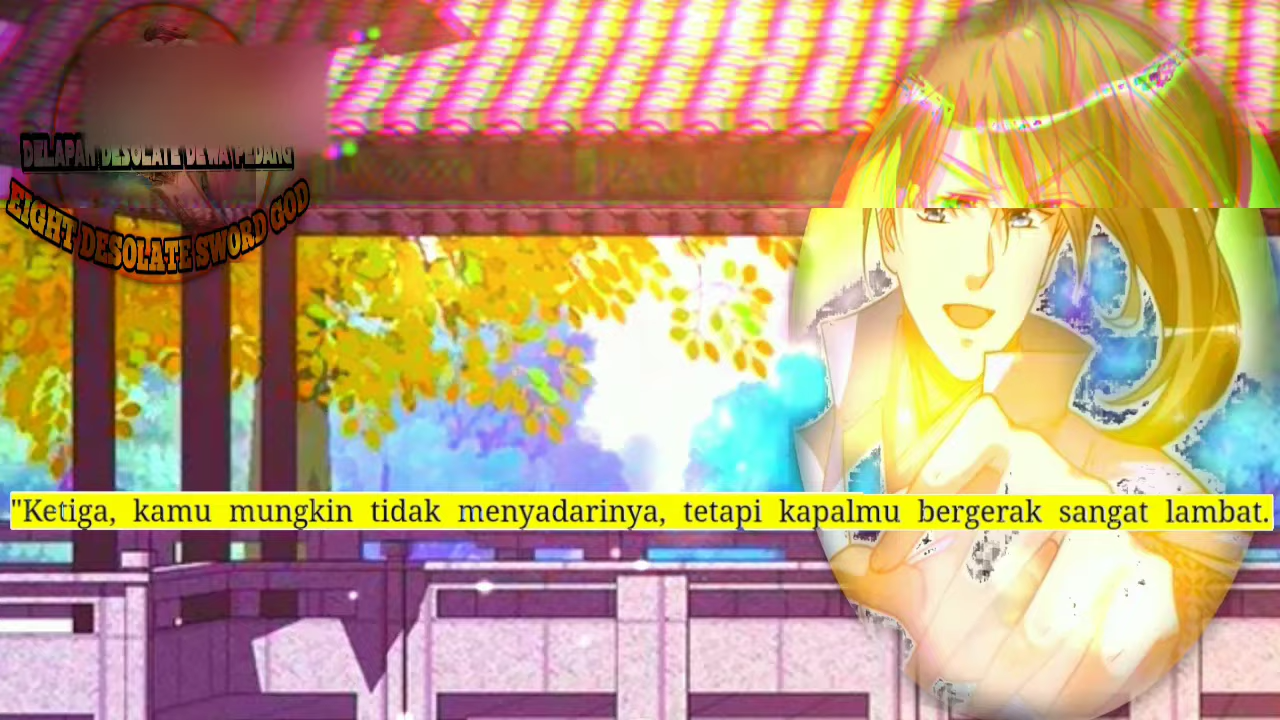 DELAPAN DESOLATE DEWA PEDANG
EIGHT DESOLATE SWORD GOD
"Ketiga, kamu mungkin tidak menyadarinya, tetapi kapalmu bergerak sangat lambat.